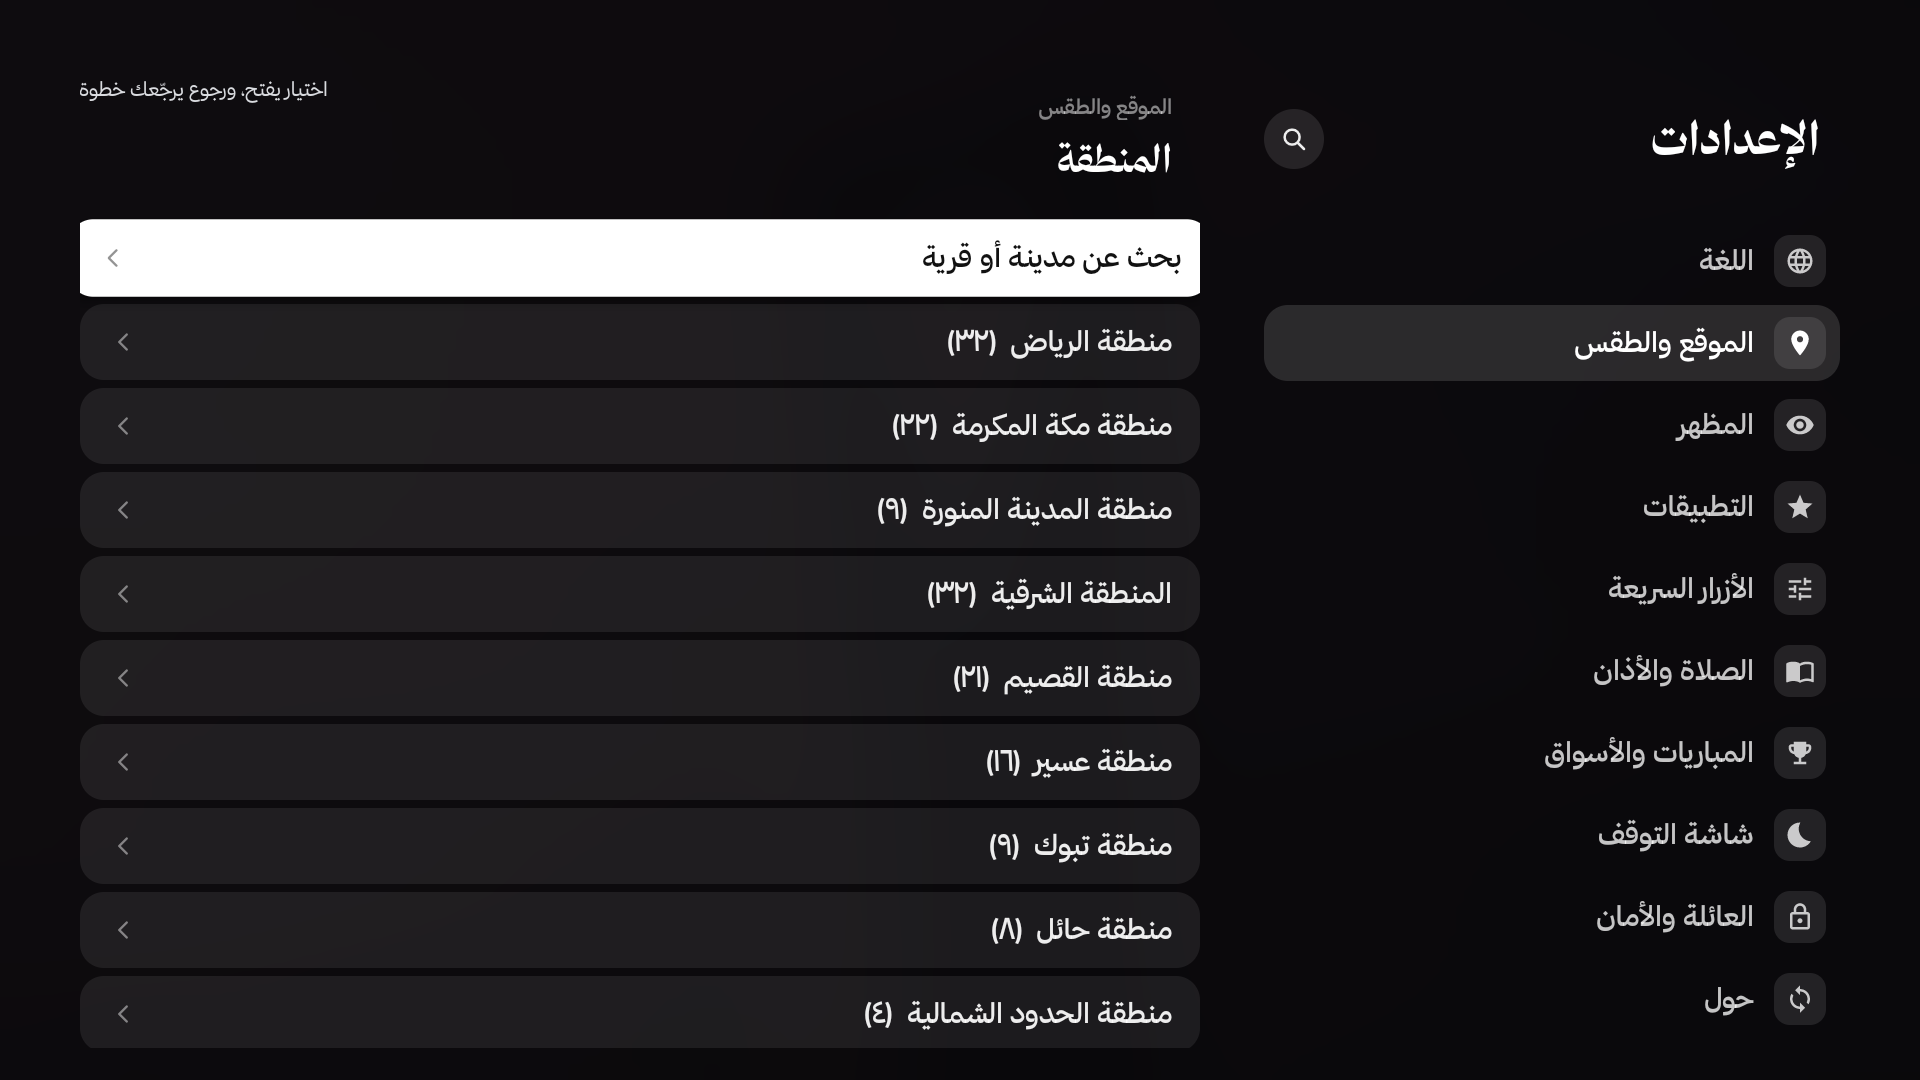 الإعدادات
اللغة
الموقع والطقس
المظهر
التطبيقات
الأزرار السريعة
الصلاة والأذان
المباريات والأسواق
شاشة التوقف
العائلة والأمان
حول
الموقع والطقس
المنطقة
اختيار يفتح، ورجوع يرجّعك خطوة
بحث عن مدينة أو قرية
منطقة الرياض (٣٢)
منطقة مكة المكرمة (٢٢)
منطقة المدينة المنورة (٩)
المنطقة الشرقية (٣٢)
منطقة القصيم (٢١)
منطقة عسير (١٦)
منطقة تبوك (٩)
منطقة حائل (٨)
منطقة الحدود الشمالية (٤)